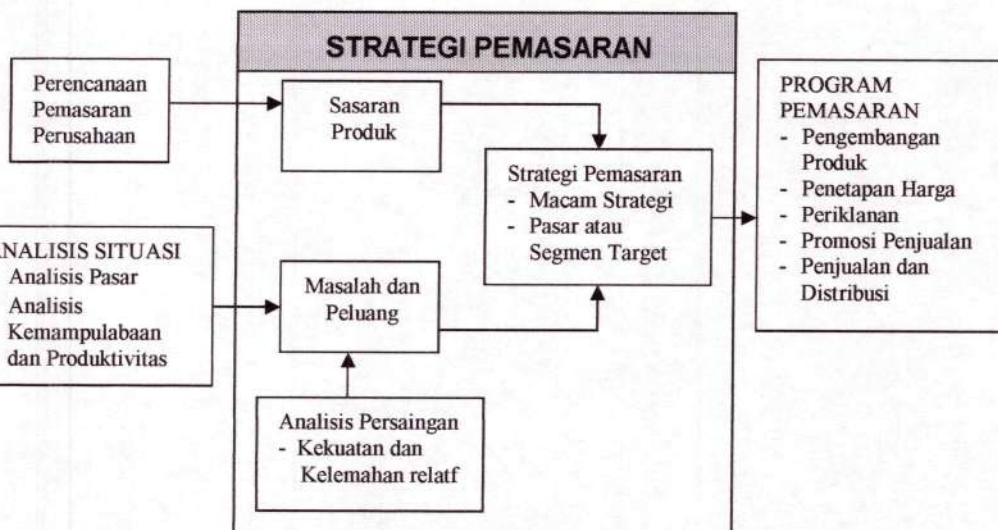 STRATEGI PEMASARAN
Perencanaan
Pemasaran
Perusahaan
Sasaran
Produk
Strategi Pemasaran
- Macam Strategi
- Pasar atau
Segmen Target
PROGRAM
PEMASARAN
- Pengembangan
Produk
- Penetapan Harga
- Periklanan
- Promosi Penjualan
- Penjualan dan
Distribusi
ANALISIS SITUASI
Analisis Pasar
Analisis
Kemampulabaan
dan Produktivitas
Masalah dan
Peluang
Analisis Persaingan
- Kekuatan dan
Kelemahan relatf